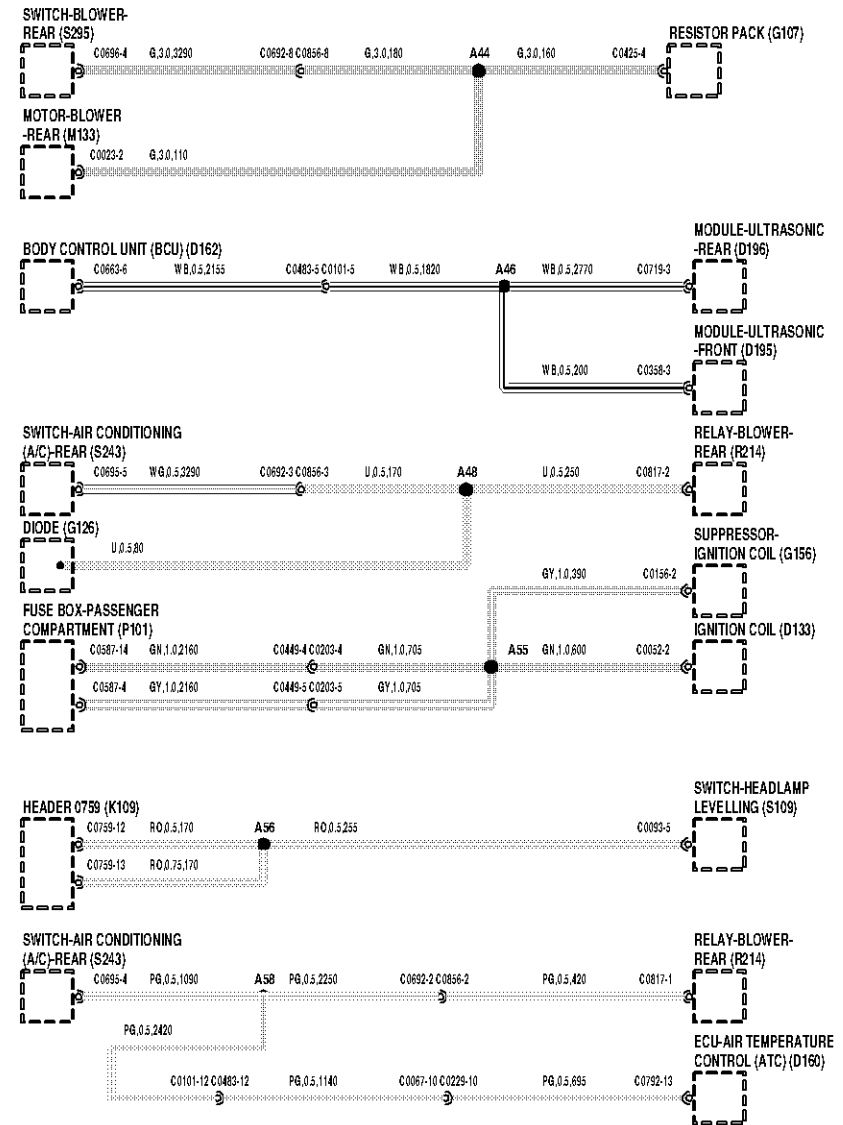 SWITCH-BLOWER-
REAR (S295)
RESISTOR PACK (G107)
C0696-4 G,3.0,3290 C0692-8 C0856-8 G,3.0,180 A44 G,3.0,160 C0425-4
MOTOR-BLOWER
-REAR (M133)
C0023-2 G,3.0,110
MODULE-ULTRASONIC
-REAR (D196)
BODY CONTROL UNIT (BCU) (D162)
C0663-6 WB,0.5,2155 C0483-5 C0101-5 WB,0.5,1820 A46 WB,0.5,2770 C0719-3
MODULE-ULTRASONIC
-FRONT (D195)
WB,0.5,200 C0358-3
SWITCH-AIR CONDITIONING
(A/C)-REAR (S243)
RELAY-BLOWER-
REAR (R214)
C0695-5 WG,0.5,3290 C0692-3 C0856-3 U,0.5,170 A48 U,0.5,250 C0817-2
DIODE (G126)
U,0.5,80
SUPPRESSOR-
IGNITION COIL (G156)
GY,1.0,390 C0156-2
FUSE BOX-PASSENGER
COMPARTMENT (P101)
IGNITION COIL (D133)
C0587-14 GN,1.0,2160 C0449-4 C0203-4 GN,1.0,705 A55 GN,1.0,600 C0052-2
C0587-4 GY,1.0,2160 C0449-5 C0203-5 GY,1.0,705
SWITCH-HEADLAMP
LEVELLING (S109)
HEADER 0759 (K109)
C0759-12 RO,0.5,170 A56 RO,0.5,255 C0093-5
C0759-13 RO,0.75,170
SWITCH-AIR CONDITIONING
(A/C)-REAR (S243)
RELAY-BLOWER-
REAR (R214)
C0695-4 PG,0.5,1090 A58 PG,0.5,2250 C0692-2 C0856-2 PG,0.5,420 C0817-1
PG,0.5,2420
ECU-AIR TEMPERATURE
CONTROL (ATC) (D160)
C0101-12 C0483-12 PG,0.5,1140 C0067-10 C0229-10 PG,0.5,695 C0792-13